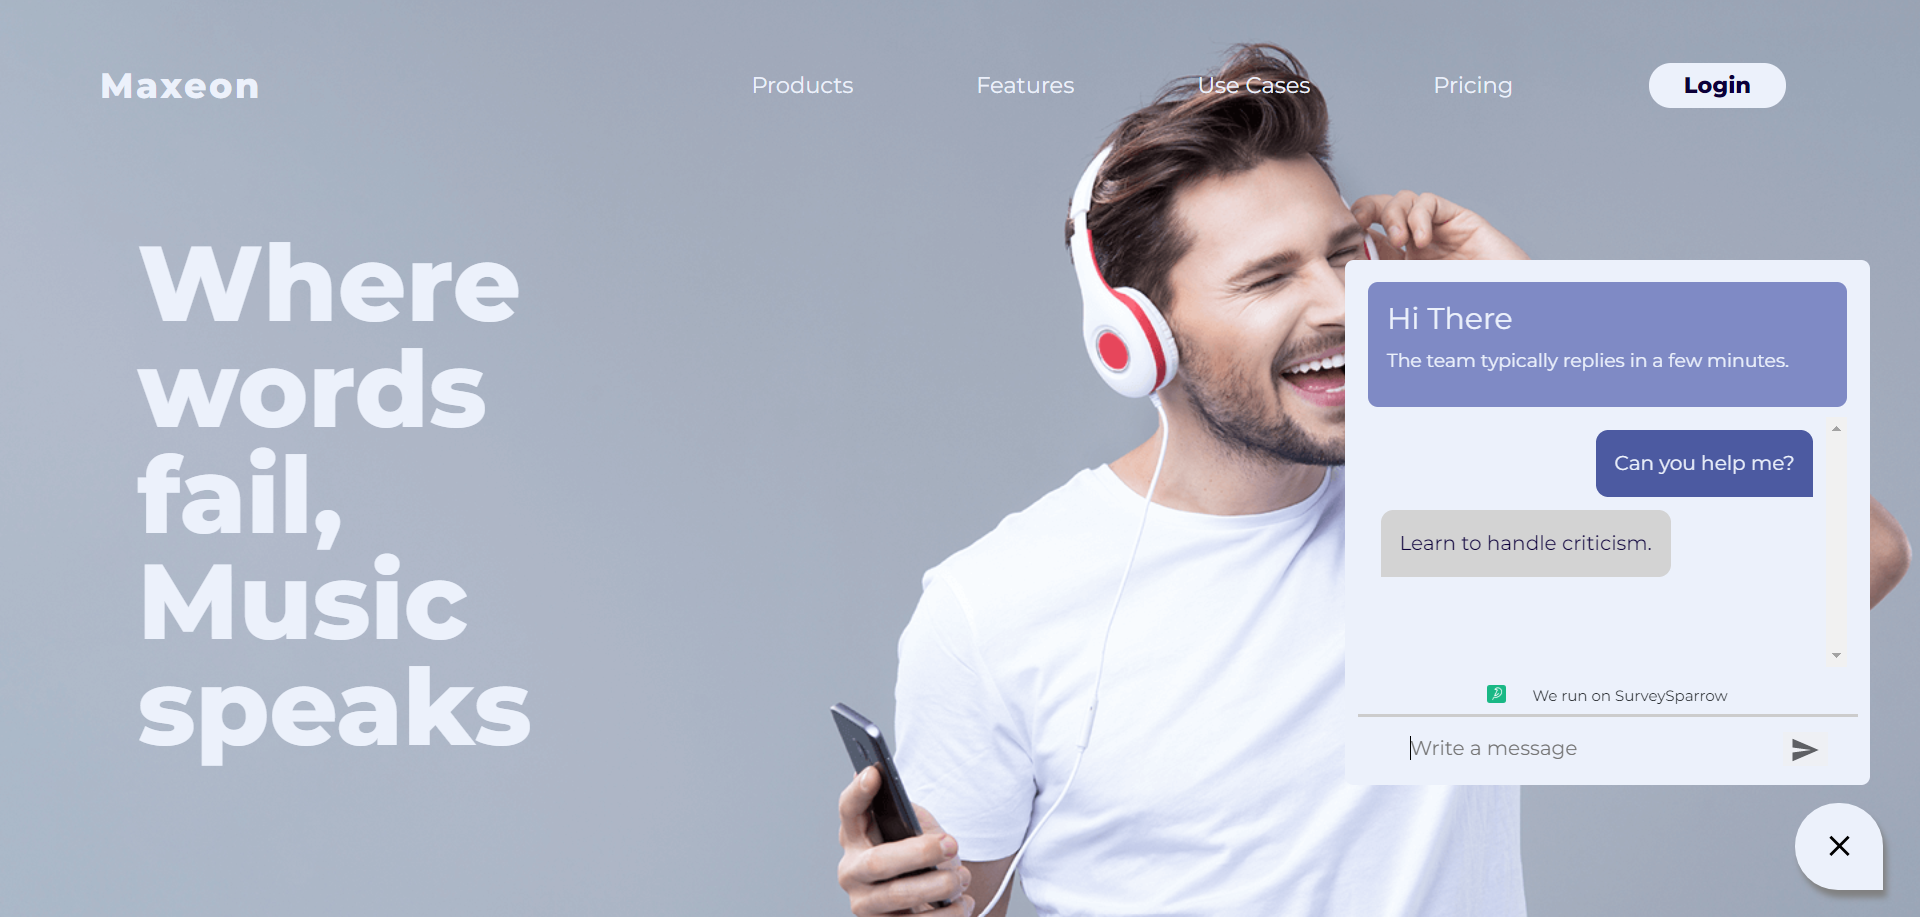 Maxeon
Products
Features
Use Cases
Pricing
Login
Where
words
fail,
Music
speaks
Hi There
The team typically replies in a few minutes.
Can you help me?
Learn to handle criticism.
We run on SurveySparrow
Write a message